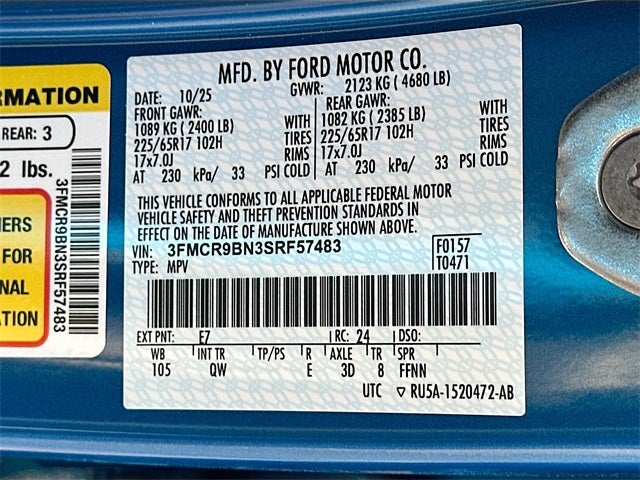 RMATION
REAR: 3
2 lbs.
IERS
FOR
NAL
ATION
3FMCR9BN3SRF57483
MFD. BY FORD MOTOR CO.
DATE: 10/25 GVWR: 2123 KG ( 4680 LB)
FRONT GAWR: REAR GAWR:
1089 KG ( 2400 LB) WITH 1082 KG ( 2385 LB) WITH
225/65R17 102H TIRES 225/65R17 102H TIRES
17x7.0J RIMS 17x7.0J RIMS
AT 230 kPa/ 33 PSI COLD AT 230 kPa/ 33 PSI COLD
THIS VEHICLE CONFORMS TO ALL APPLICABLE FEDERAL MOTOR
VEHICLE SAFETY AND THEFT PREVENTION STANDARDS IN
EFFECT ON THE DATE OF MANUFACTURE SHOWN ABOVE.
VIN: 3FMCR9BN3SRF57483 F0157
TYPE: MPV T0471
EXT PNT: E7 RC: 24 DSO:
WB INT TR TP/PS R AXLE TR SPR
105 QW E 3D 8 FFNN
UTC RU5A-1520472-AB